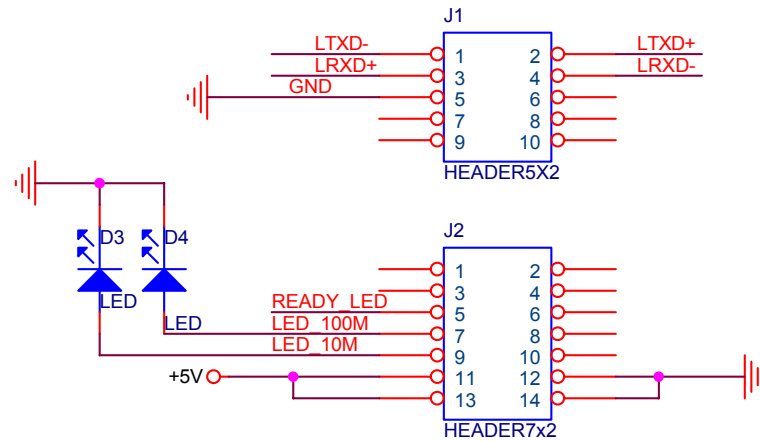 J1
LTXD- 1 2 LTXD+
LRXD+ 3 4 LRXD-
GND 5 6
7 8
9 10
HEADER5X2
J2
D3 D4
1 2
3 4
LED READY_LED 5 6
LED LED_100M 7 8
LED_10M 9 10
+5V 11 12
13 14
HEADER7x2